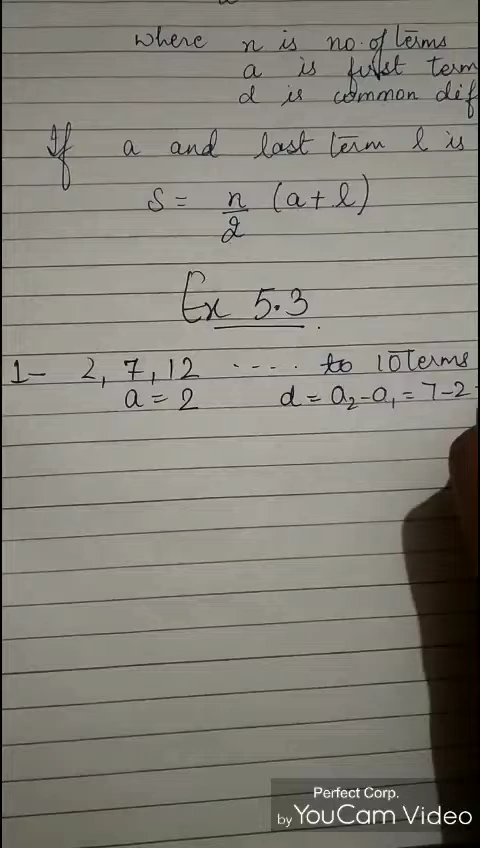 where n is no. of terms
a is first term
d is common dif
If a and last term l is
S = n/2 (a+l)
Ex 5.3
1- 2, 7, 12 ..... to 10 terms
a = 2 d = a₂-a₁ = 7-2
Perfect Corp.
by YouCam Video